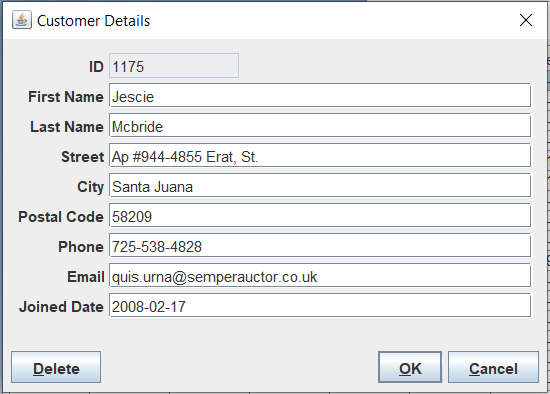 Customer Details
ID 1175
First Name Jescie
Last Name Mcbride
Street Ap #944-4855 Erat, St.
City Santa Juana
Postal Code 58209
Phone 725-538-4828
Email quis.urna@semperauctor.co.uk
Joined Date 2008-02-17
Delete OK Cancel